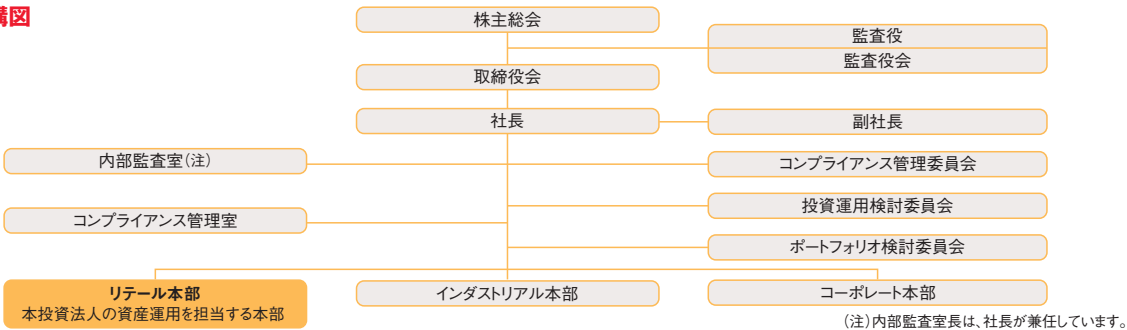 構図
株主総会
監査役
監査役会
取締役会
社長
副社長
内部監査室(注)
コンプライアンス管理委員会
コンプライアンス管理室
投資運用検討委員会
ポートフォリオ検討委員会
リテール本部
本投資法人の資産運用を担当する本部
インダストリアル本部
コーポレート本部
(注)内部監査室長は、社長が兼任しています。